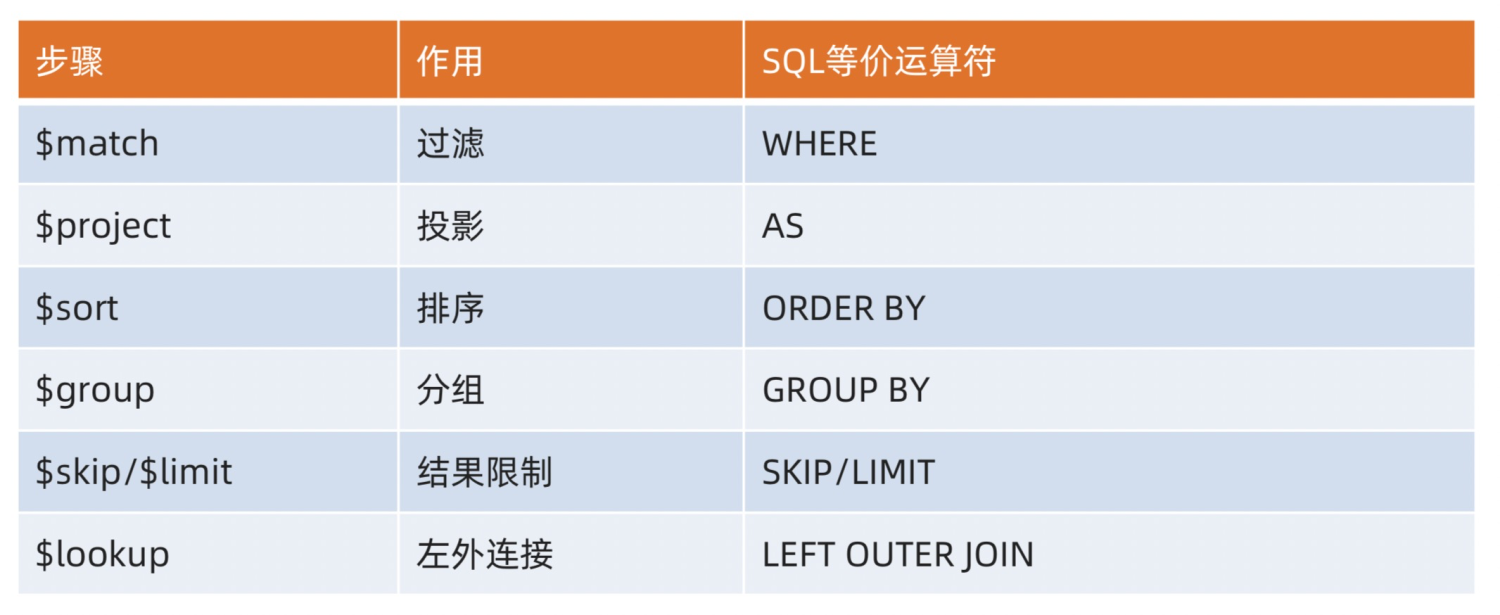 步骤 作用 SQL等价运算符
$match 过滤 WHERE
$project 投影 AS
$sort 排序 ORDER BY
$group 分组 GROUP BY
$skip/$limit 结果限制 SKIP/LIMIT
$lookup 左外连接 LEFT OUTER JOIN